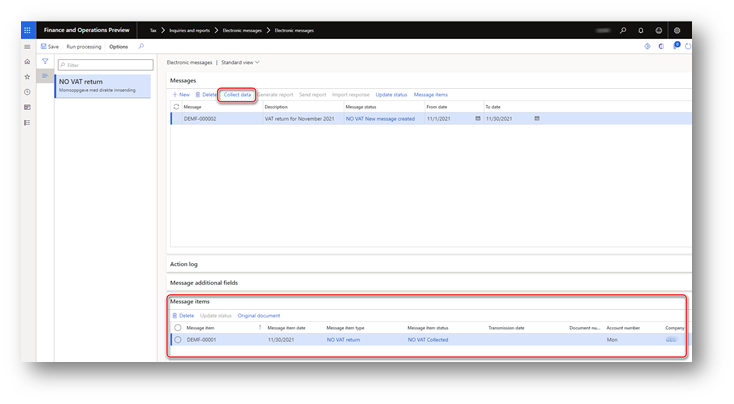 Finance and Operations Preview Tax > Inquiries and reports > Electronic messages > Electronic messages
Save Run processing Options
Filter
NO VAT return
Mvamoppgave med direkte innsending
Electronic messages | Standard view
Messages
New Delete Collect data Generate report Send report Import response Update status Message items
Message Description Message status From date To date
DEMF-000002 VAT return for November 2021 NO VAT New message created 11/1/2021 11/30/2021
Action log
Message additional fields
Message items
Delete Update status Original document
Message item Message item date Message item type Message item status Transmission date Document nu... Account number Company
DEMF-00001 11/30/2021 NO VAT return NO VAT Collected Mon